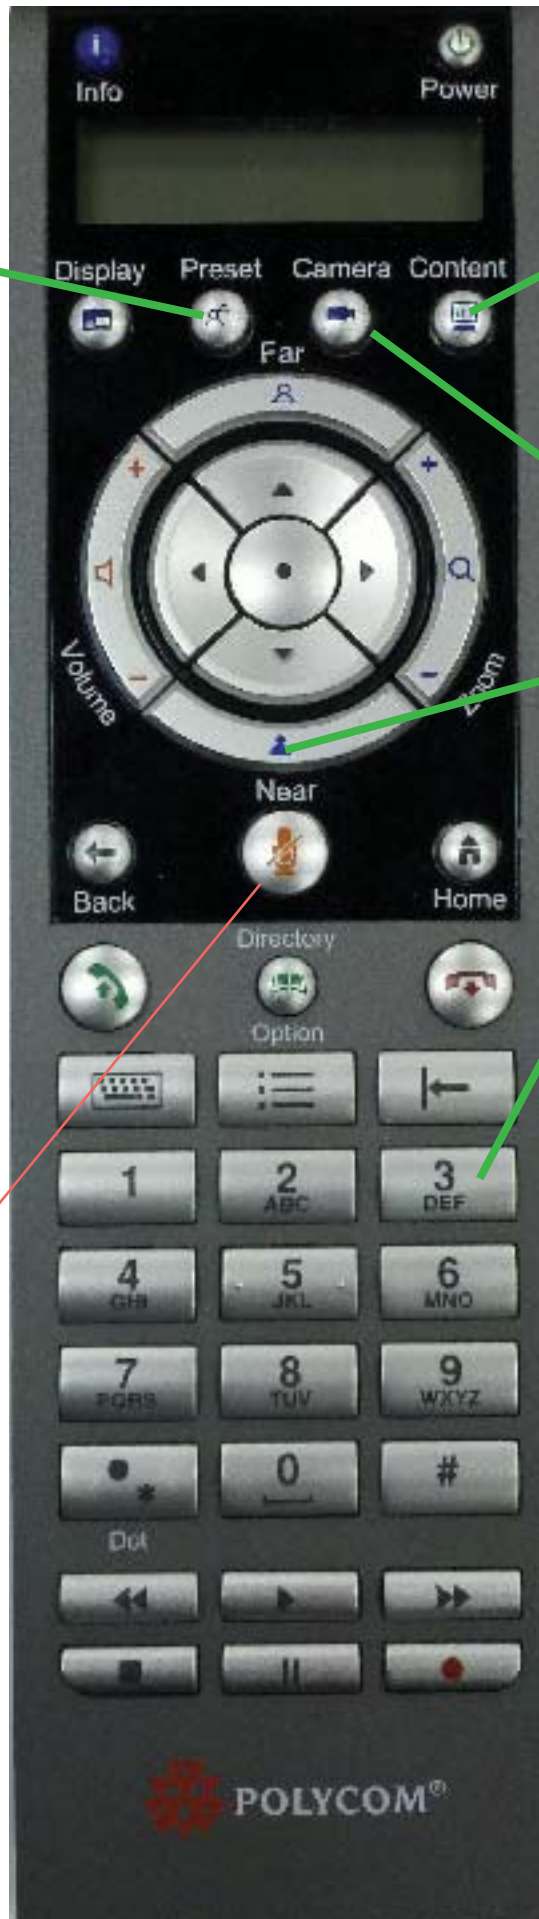 i
Info
Power
Display Preset Camera Content
Far
Volume
Zoom
Near
Back
Home
Directory
Option
1 2 3
ABC DEF
4 5 6
GHI JKL MNO
7 8 9
PQRS TUV WXYZ
* 0 #
Dot
POLYCOM®